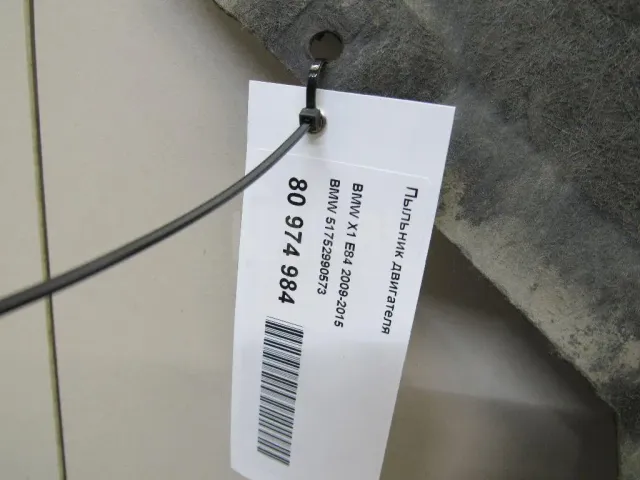 Пыльник двигателя
BMW X1 E84 2009-2015
BMW 51752990573
80 974 984